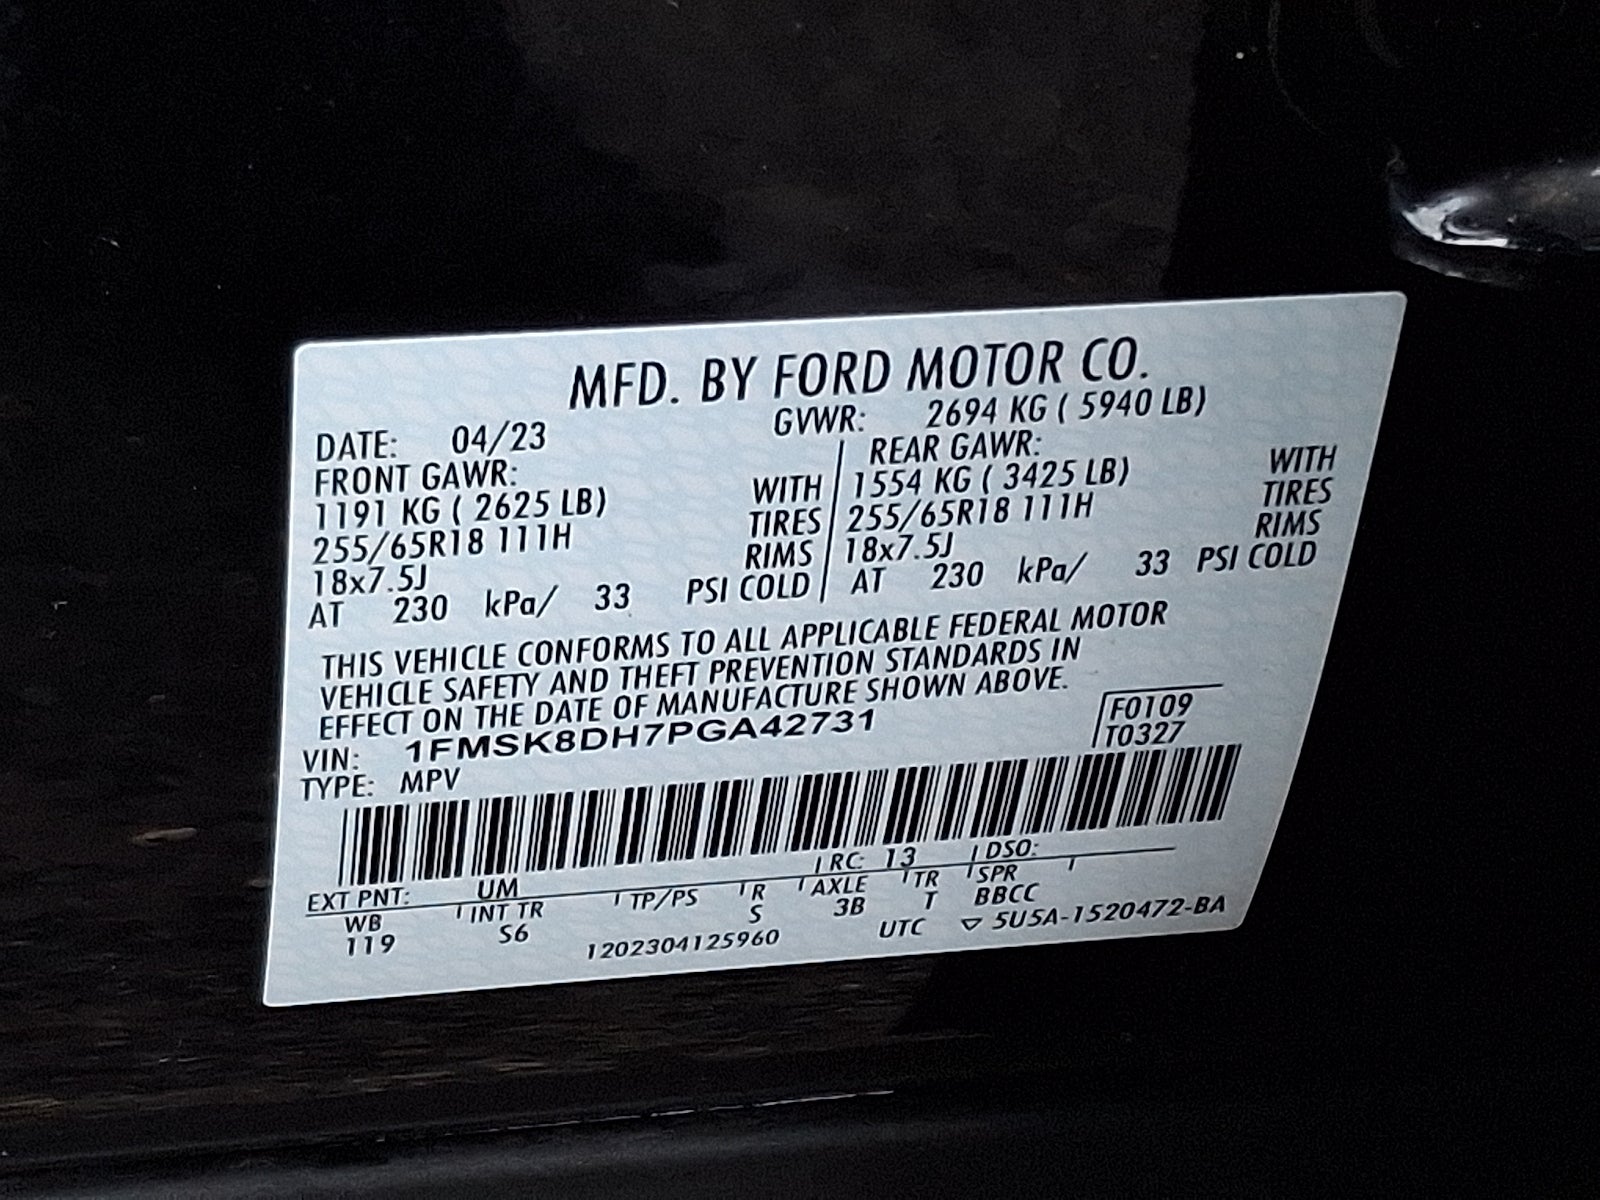 MFD. BY FORD MOTOR CO.
DATE: 04/23 GVWR: 2694 KG ( 5940 LB)
FRONT GAWR: REAR GAWR:
1191 KG ( 2625 LB) WITH 1554 KG ( 3425 LB) WITH
255/65R18 111H TIRES 255/65R18 111H TIRES
18x7.5J RIMS 18x7.5J RIMS
AT 230 kPa/ 33 PSI COLD AT 230 kPa/ 33 PSI COLD
THIS VEHICLE CONFORMS TO ALL APPLICABLE FEDERAL MOTOR
VEHICLE SAFETY AND THEFT PREVENTION STANDARDS IN
EFFECT ON THE DATE OF MANUFACTURE SHOWN ABOVE.
VIN: 1FMSK8DH7PGA42731 F0109
TYPE: MPV T0327
EXT PNT: UM RC: 13 DSO:
WB INT TR TP/PS R AXLE TR SPR
119 S6 S 3B T BBCC
1202304125960 UTC ▽ 5U5A-1520472-BA